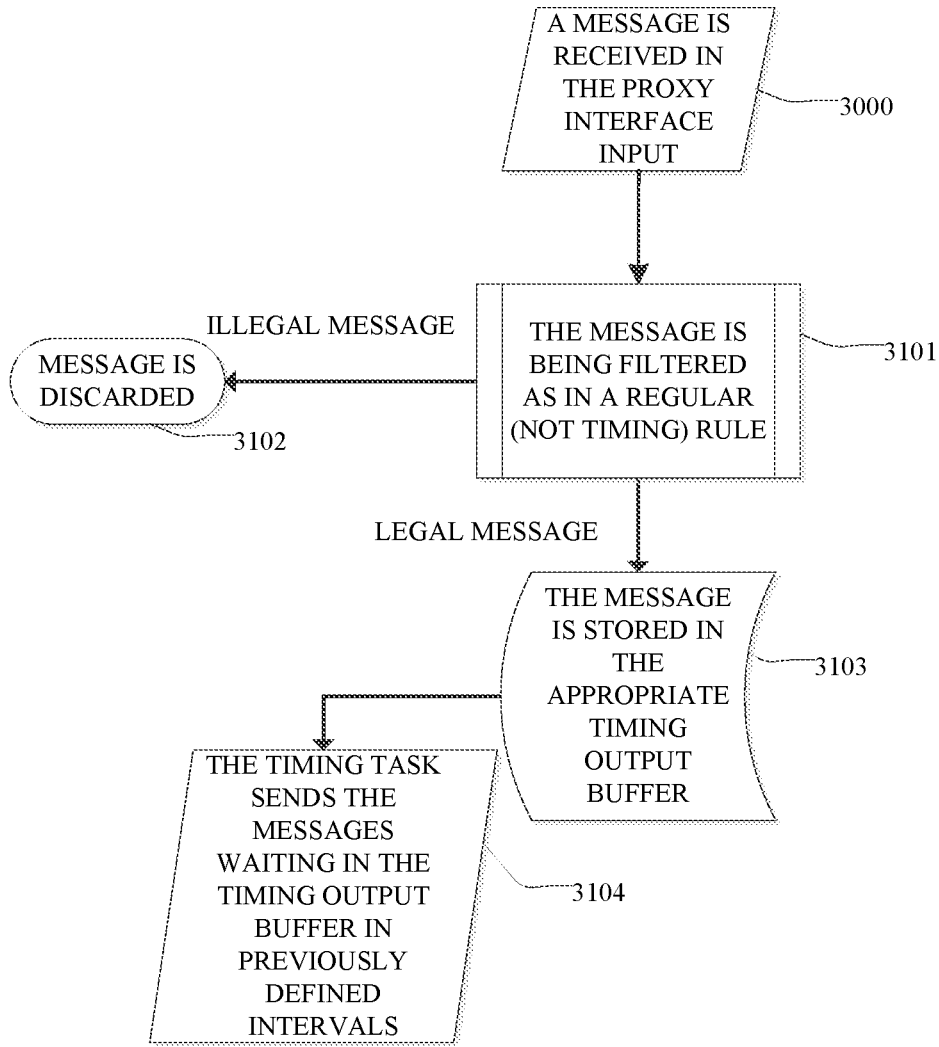 A MESSAGE IS
RECEIVED IN
THE PROXY
INTERFACE
INPUT
3000
ILLEGAL MESSAGE
THE MESSAGE IS
BEING FILTERED
AS IN A REGULAR
(NOT TIMING) RULE
3101
MESSAGE IS
DISCARDED
3102
LEGAL MESSAGE
THE MESSAGE
IS STORED IN
THE
APPROPRIATE
TIMING
OUTPUT
BUFFER
3103
THE TIMING TASK
SENDS THE
MESSAGES
WAITING IN THE
TIMING OUTPUT
BUFFER IN
PREVIOUSLY
DEFINED
INTERVALS
3104